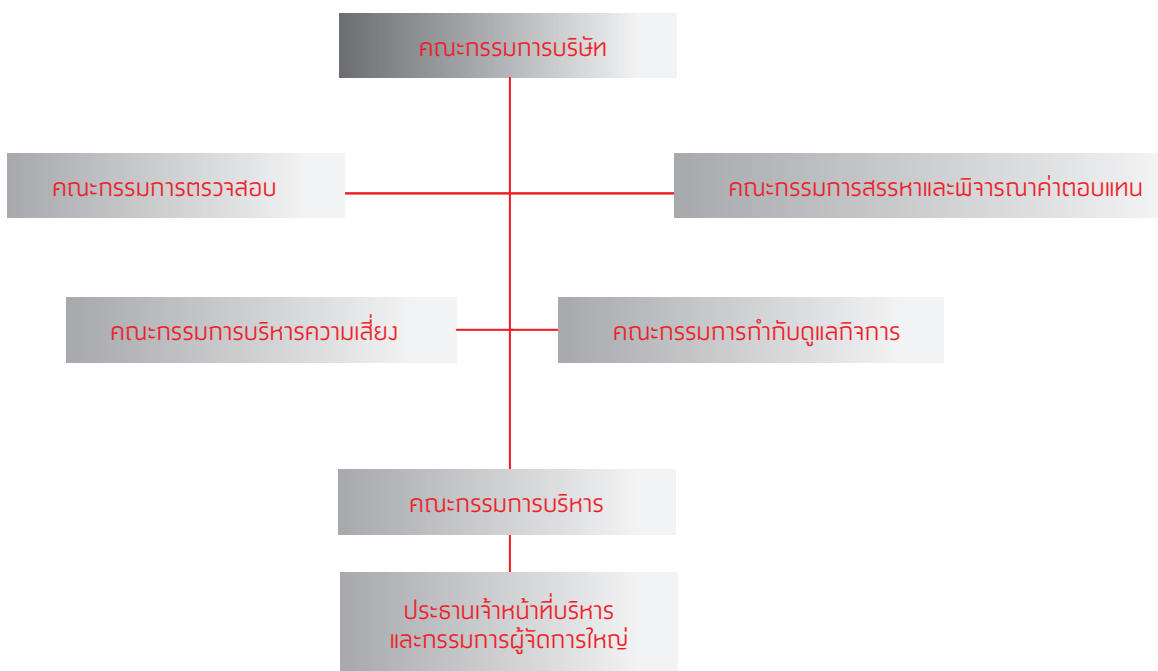 คณะกรรมการบริษัท
คณะกรรมการตรวจสอบ
คณะกรรมการสรรหาและพิจารณาค่าตอบแทน
คณะกรรมการบริหารความเสี่ยง
คณะกรรมการกำกับดูแลกิจการ
คณะกรรมการบริหาร
ประธานเจ้าหน้าที่บริหาร
และกรรมการผู้จัดการใหญ่